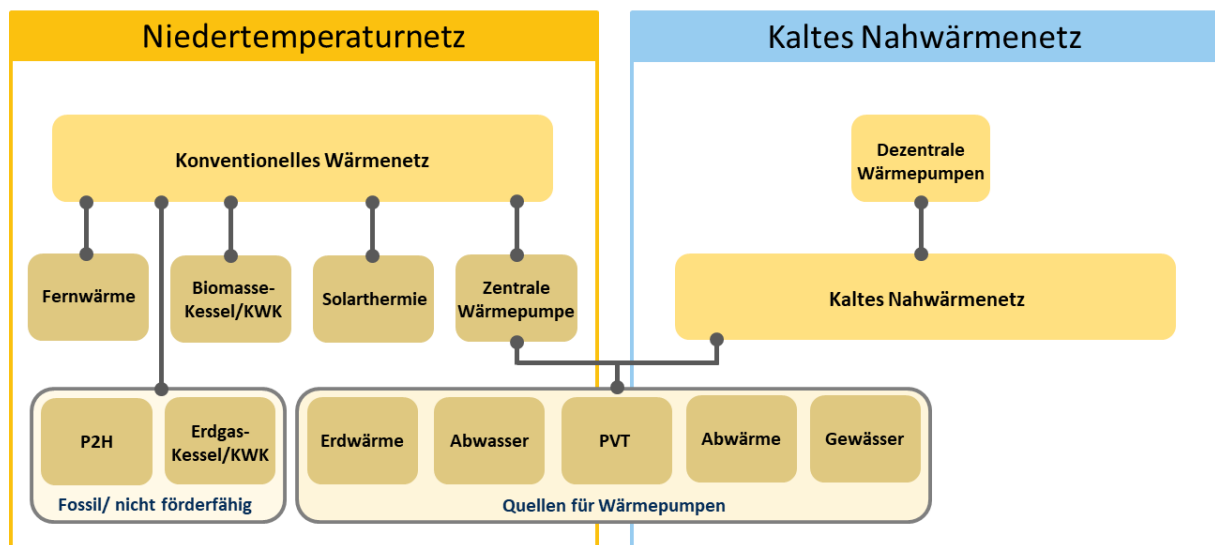 Niedertemperaturnetz
Kaltes Nahwärmenetz
Konventionelles Wärmenetz
Dezentrale
Wärmepumpen
Fernwärme
Biomasse-
Kessel/KWK
Solarthermie
Zentrale
Wärmepumpe
Kaltes Nahwärmenetz
P2H
Erdgas-
Kessel/KWK
Fossil/ nicht förderfähig
Erdwärme
Abwasser
PVT
Abwärme
Gewässer
Quellen für Wärmepumpen